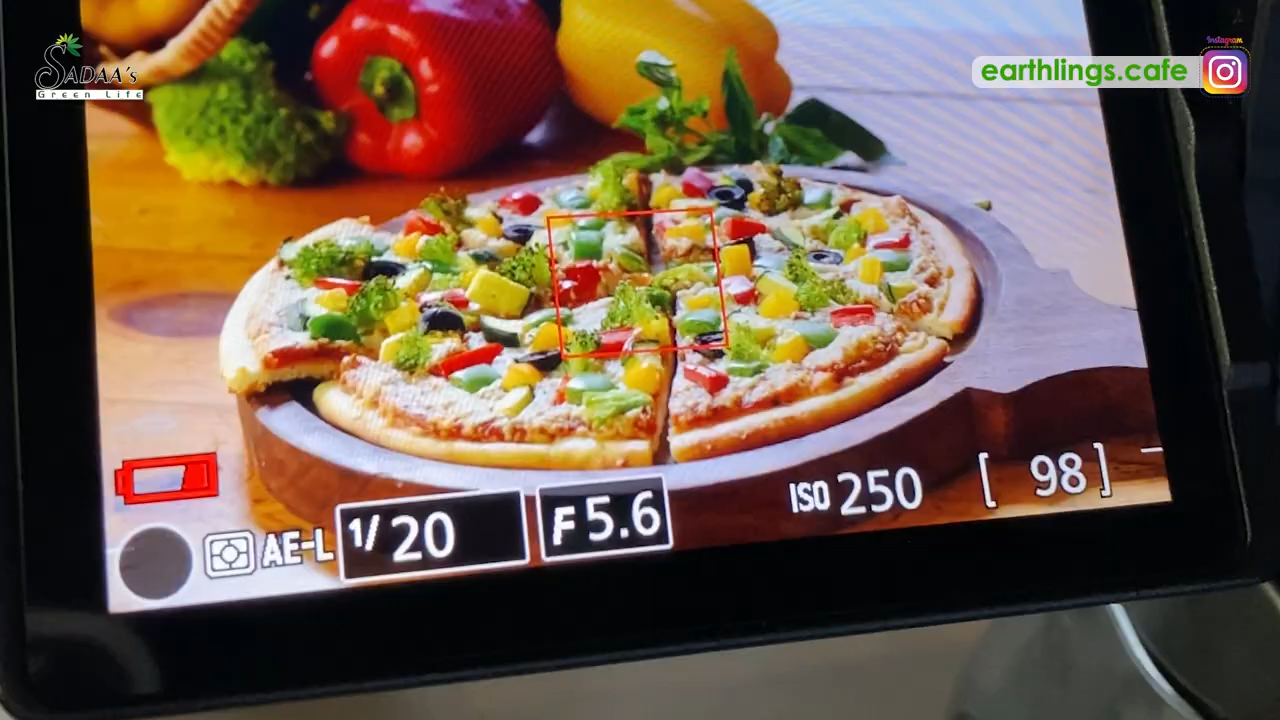 SADAA's
Green Life
Instagram
earthlings.cafe
AE-L 1/20 F5.6 ISO 250 [ 98]